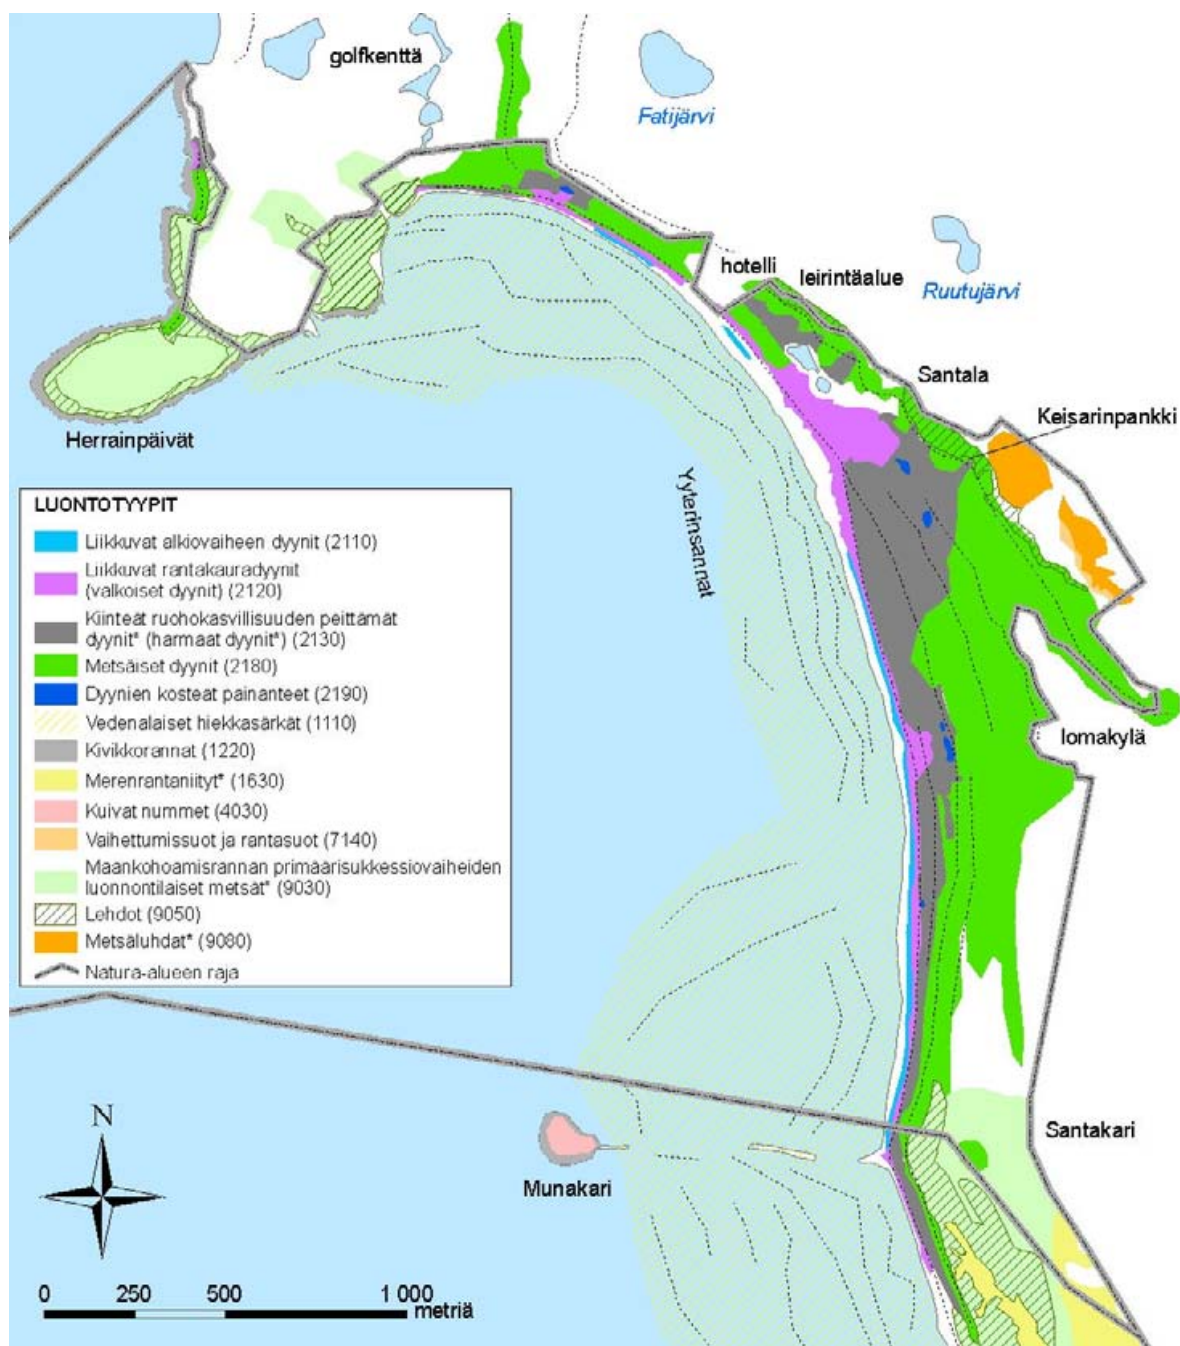 golfkenttä
Fatijärvi
hotelli
leirintäalue
Ruutujärvi
Santala
Keisarinpankki
Herrainpäivät
Yyterinsannat
LUONTOTYYPIT
Liikkuvat alkiovaiheen dyynit (2110)
Liikkuvat rantakauradyynit
(valkoiset dyynit) (2120)
Kiinteät ruohokasvillisuuden peittämät
dyynit* (harmaat dyynit*) (2130)
Metsäiset dyynit (2180)
Dyynien kosteat painanteet (2190)
Vedenalaiset hiekkasärkät (1110)
Kivikkorannat (1220)
Merenrantaniityt* (1630)
Kuivat nummet (4030)
Vaihettumissuot ja rantasuot (7140)
Maankohoamisrannan primäärisukkessiovaiheiden
luonnontilaiset metsät* (9030)
Lehdot (9050)
Metsäluhdat* (9080)
Natura-alueen raja
lomakylä
Santakari
Munakari
N
0 250 500 1 000
metriä